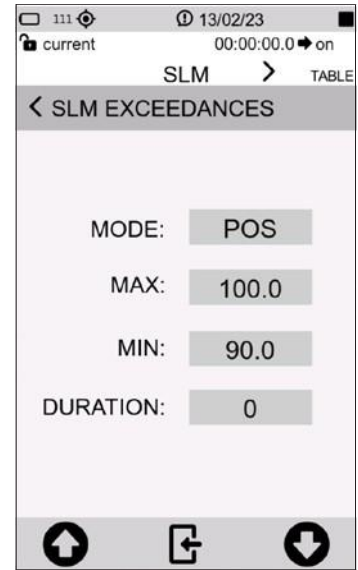 111 13/02/23
current 00:00:00.0 on
SLM > TABLE
< SLM EXCEEDANCES
MODE: POS
MAX: 100.0
MIN: 90.0
DURATION: 0